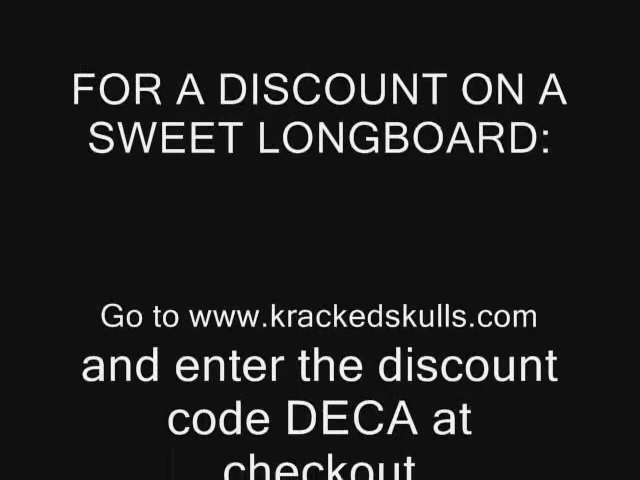 FOR A DISCOUNT ON A
SWEET LONGBOARD:
Go to www.krackedskulls.com
and enter the discount
code DECA at
checkout